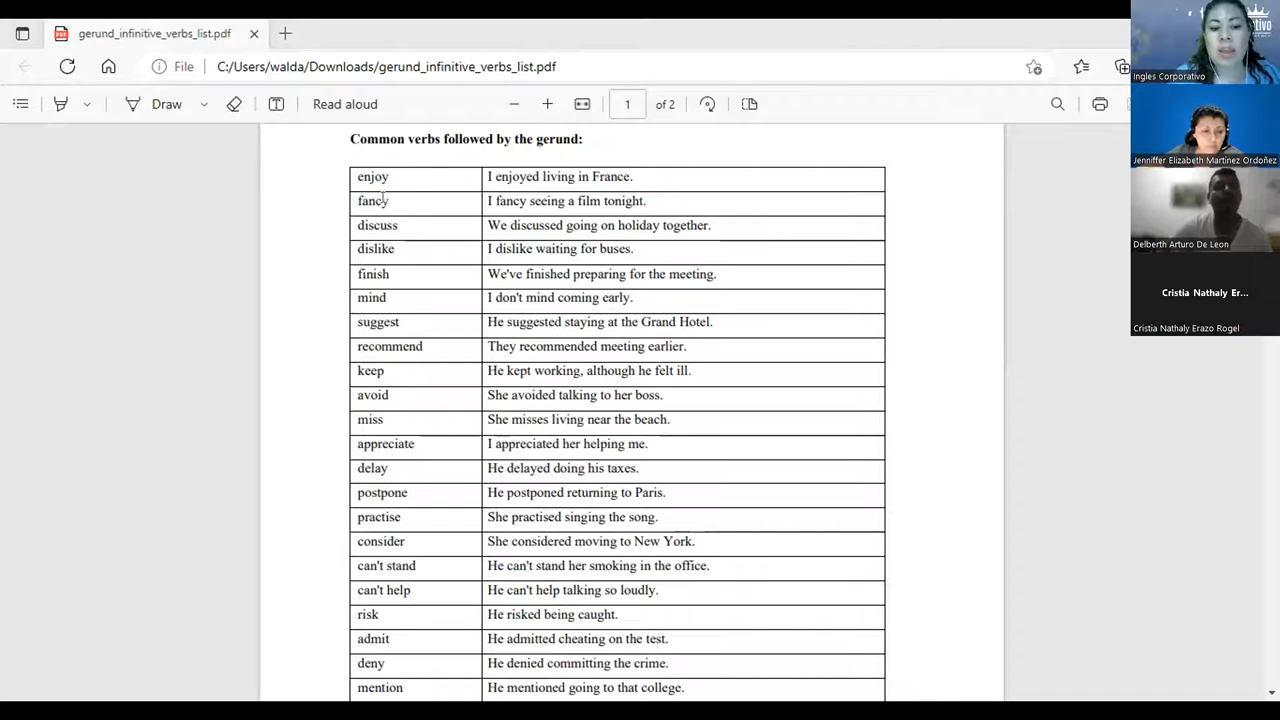 gerund_infinitive_verbs_list.pdf
File C:/Users/walda/Downloads/gerund_infinitive_verbs_list.pdf
Draw Read aloud 1 of 2
Common verbs followed by the gerund:
enjoy I enjoyed living in France.
fancy I fancy seeing a film tonight.
discuss We discussed going on holiday together.
dislike I dislike waiting for buses.
finish We've finished preparing for the meeting.
mind I don't mind coming early.
suggest He suggested staying at the Grand Hotel.
recommend They recommended meeting earlier.
keep He kept working, although he felt ill.
avoid She avoided talking to her boss.
miss She misses living near the beach.
appreciate I appreciated her helping me.
delay He delayed doing his taxes.
postpone He postponed returning to Paris.
practise She practised singing the song.
consider She considered moving to New York.
can't stand He can't stand her smoking in the office.
can't help He can't help talking so loudly.
risk He risked being caught.
admit He admitted cheating on the test.
deny He denied committing the crime.
mention He mentioned going to that college.
Ingles Corporativo
Jenniffer Elizabeth Martinez Ordoñez
Delberth Arturo De Leon
Cristia Nathaly Er...
Cristia Nathaly Erazo Rogel